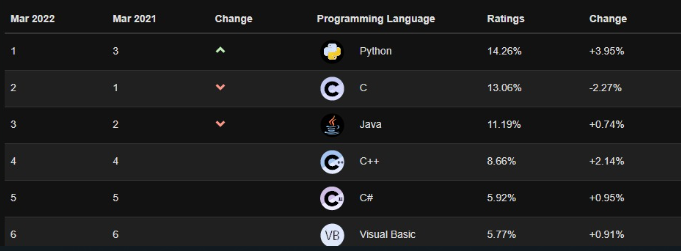 Mar 2022 Mar 2021 Change Programming Language Ratings Change
1 3 Python 14.26% +3.95%
2 1 C C 13.06% -2.27%
3 2 Java 11.19% +0.74%
4 4 C++ C++ 8.66% +2.14%
5 5 C C# 5.92% +0.95%
6 6 VB Visual Basic 5.77% +0.91%